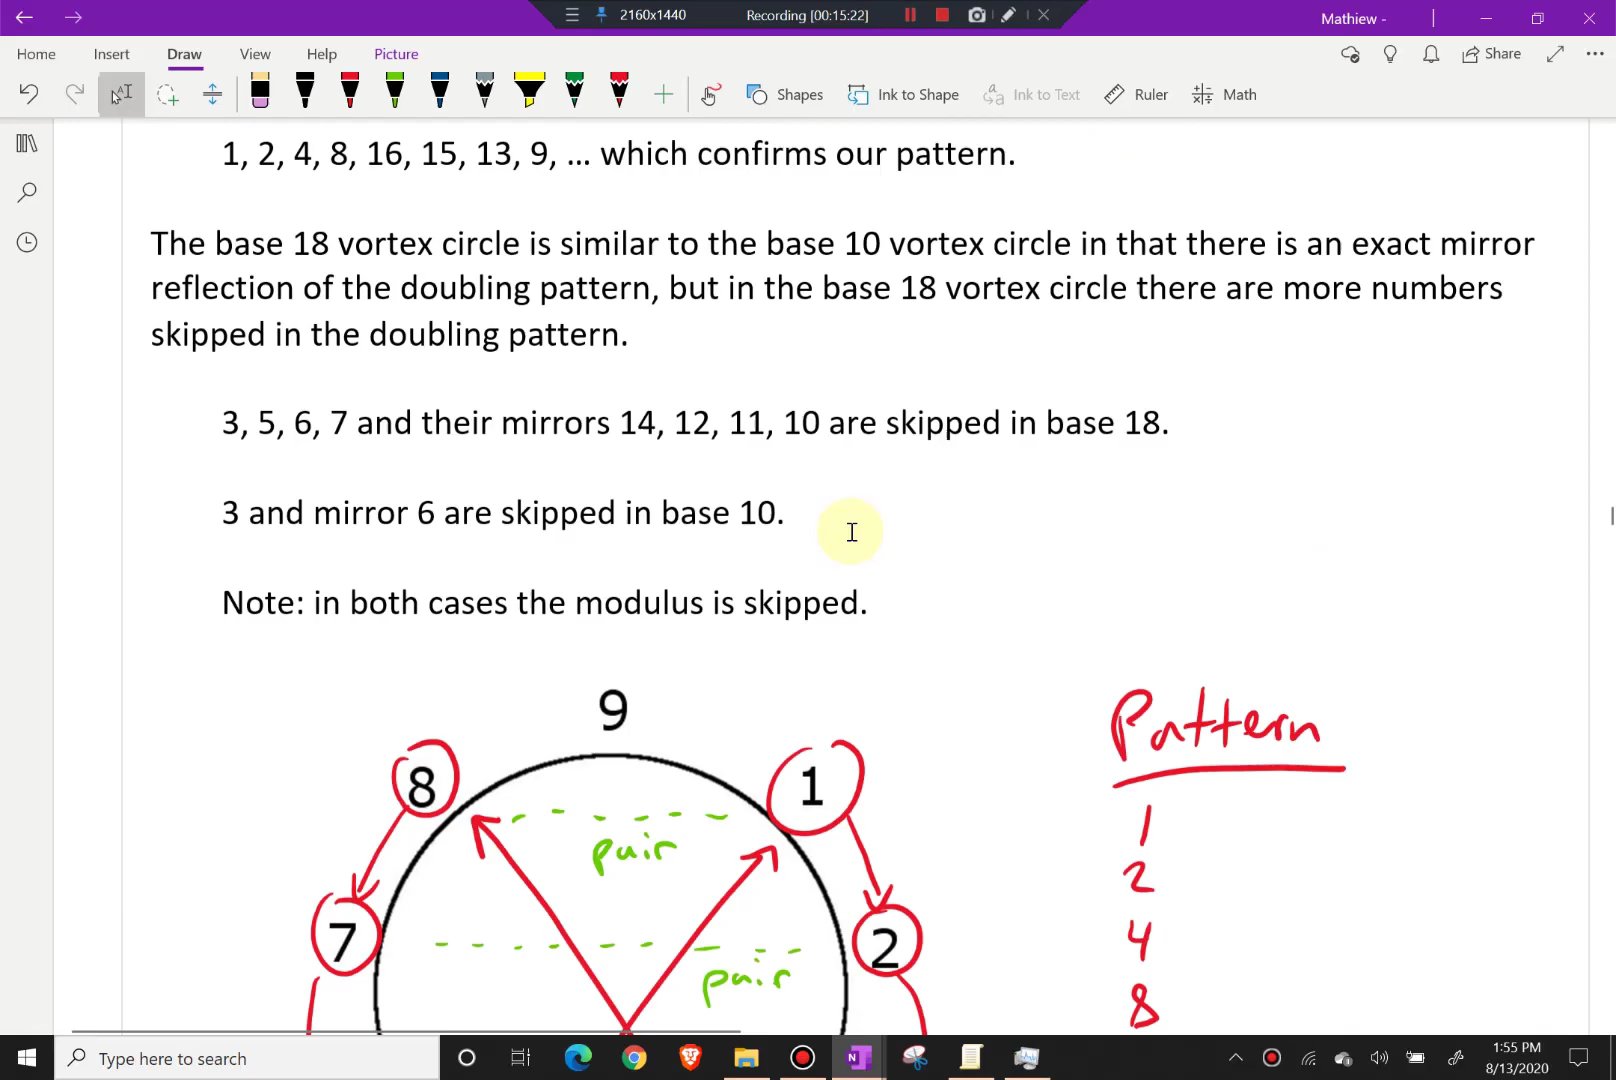 2160x1440 Recording [00:15:22] Mathiew -
Home Insert Draw View Help Picture Share
Shapes Ink to Shape Ink to Text Ruler Math
1, 2, 4, 8, 16, 15, 13, 9, ... which confirms our pattern.
The base 18 vortex circle is similar to the base 10 vortex circle in that there is an exact mirror
reflection of the doubling pattern, but in the base 18 vortex circle there are more numbers
skipped in the doubling pattern.
3, 5, 6, 7 and their mirrors 14, 12, 11, 10 are skipped in base 18.
3 and mirror 6 are skipped in base 10.
Note: in both cases the modulus is skipped.
9
Pattern
8 1
1
pair
2
7 2
4
pair
8
Type here to search
1:55 PM
8/13/2020